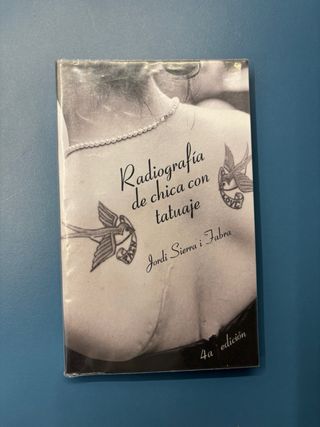 Radiografía
de chica con
tatuaje
Jordi Sierra i Fabra
4a edición